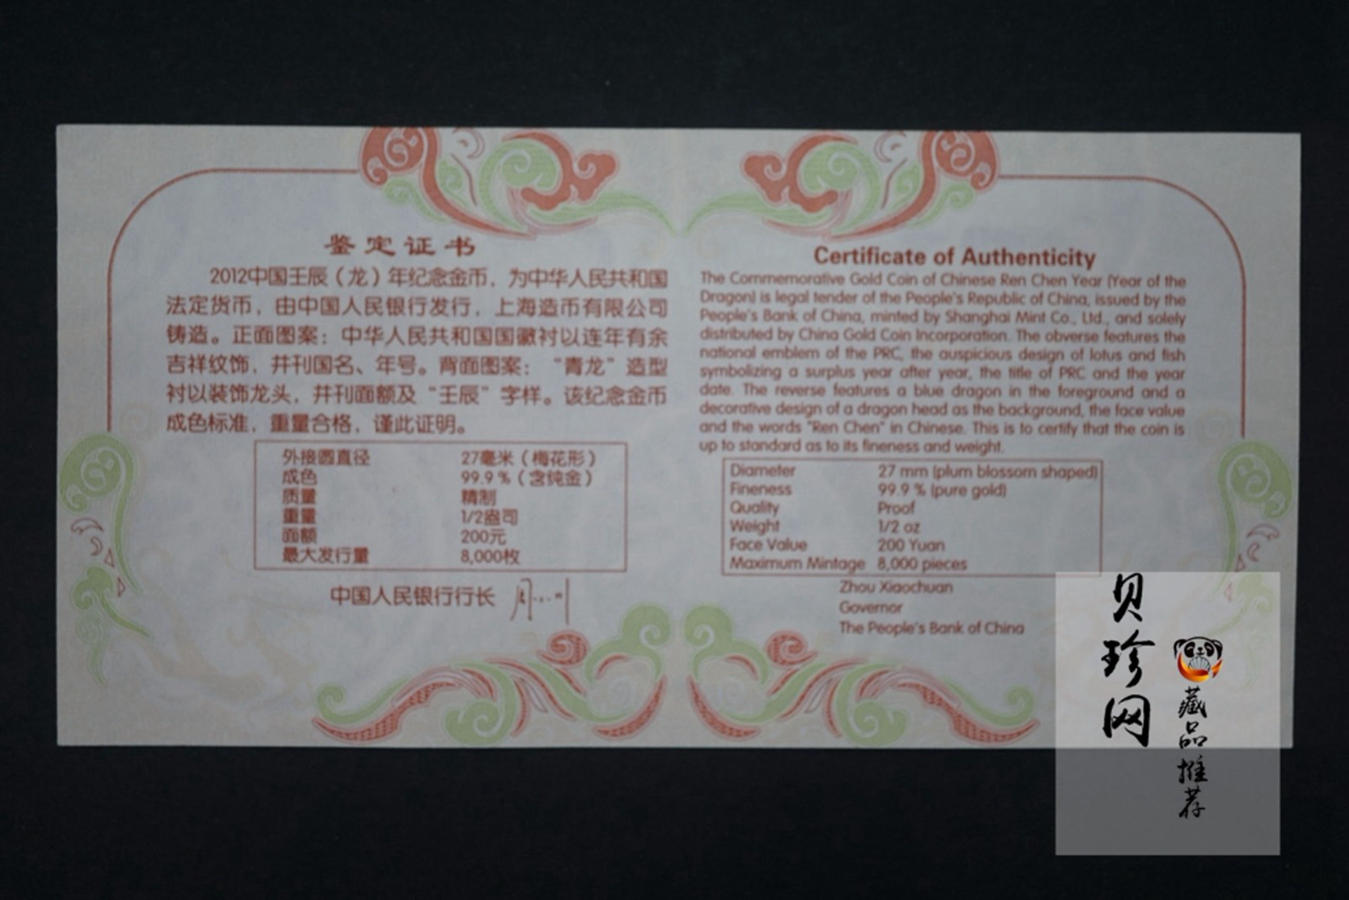 鉴定证书
2012中国壬辰（龙）年纪念金币，为中华人民共和国
法定货币，由中国人民银行发行，上海造币有限公司
铸造。正面图案：中华人民共和国国徽衬以连年有余
吉祥纹饰，并刊国名、年号。背面图案：“青龙”造型
衬以装饰龙头，并刊面额及“壬辰”字样。该纪念金币
成色标准，重量合格，谨此证明。
外接圆直径 27毫米（梅花形）
成色 99.9％（含纯金）
质量 精制
重量 1/2盎司
面额 200元
最大发行量 8,000枚
中国人民银行行长
Certificate of Authenticity
The Commemorative Gold Coin of Chinese Ren Chen Year (Year of the
Dragon) is legal tender of the People's Republic of China, issued by the
People's Bank of China, minted by Shanghai Mint Co., Ltd., and solely
distributed by China Gold Coin Incorporation. The obverse features the
national emblem of the PRC, the auspicious design of lotus and fish
symbolizing a surplus year after year, the title of PRC and the year
date. The reverse features a blue dragon in the foreground and a
decorative design of a dragon head as the background, the face value
and the words "Ren Chen" in Chinese. This is to certify that the coin is
up to standard as to its fineness and weight.
Diameter 27 mm (plum blossom shaped)
Fineness 99.9 % (pure gold)
Quality Proof
Weight 1/2 oz
Face Value 200 Yuan
Maximum Mintage 8,000 pieces
Zhou Xiaochuan
Governor
The People's Bank of China
贝珍网
藏品推荐